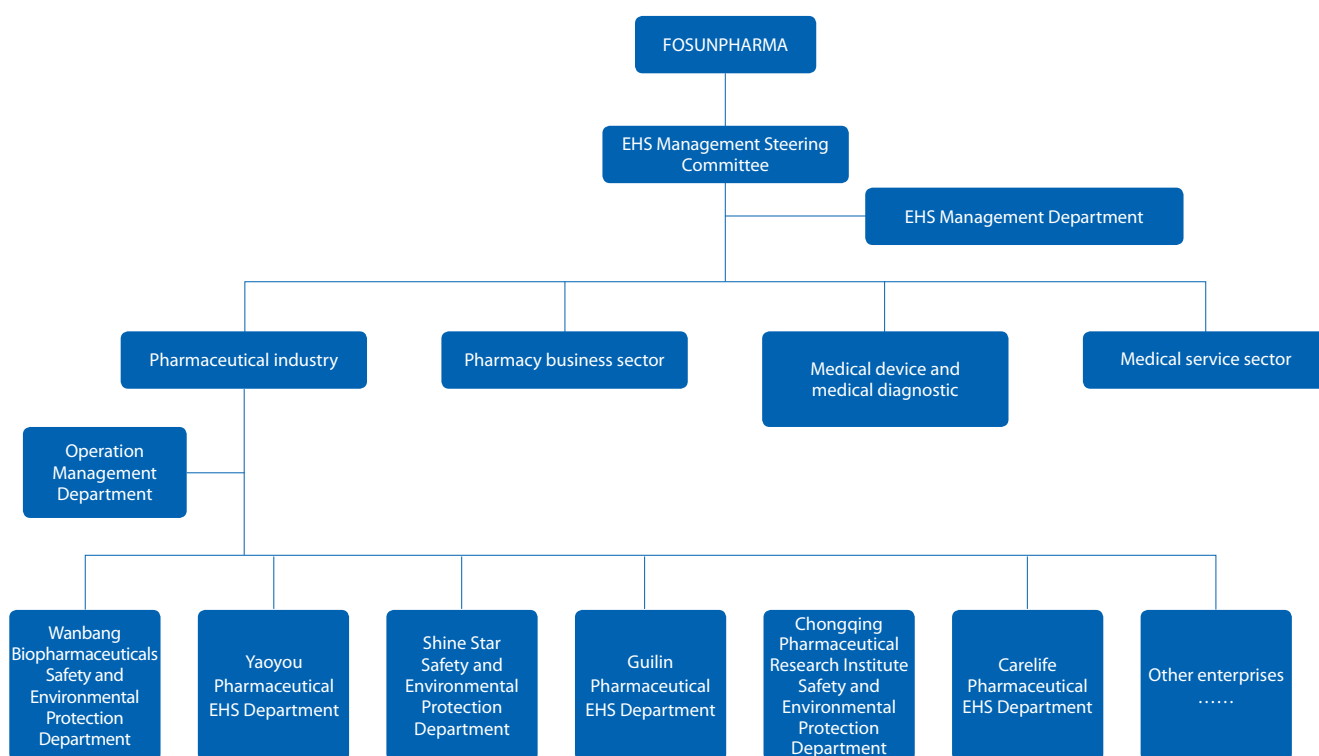 FOSUNPHARMA
EHS Management Steering
Committee
EHS Management Department
Pharmaceutical industry
Pharmacy business sector
Medical device and
medical diagnostic
Medical service sector
Operation
Management
Department
Wanbang
Biopharmaceuticals
Safety and
Environmental
Protection
Department
Yaoyou
Pharmaceutical
EHS Department
Shine Star
Safety and
Environmental
Protection
Department
Guilin
Pharmaceutical
EHS Department
Chongqing
Pharmaceutical
Research Institute
Safety and
Environmental
Protection
Department
Carelife
Pharmaceutical
EHS Department
Other enterprises
……